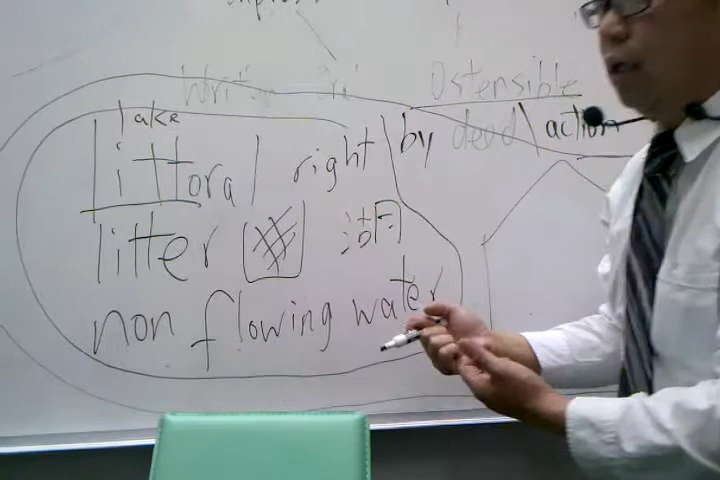 Ostensible
lake
littoral right by deed action
litter 湖
non flowing water